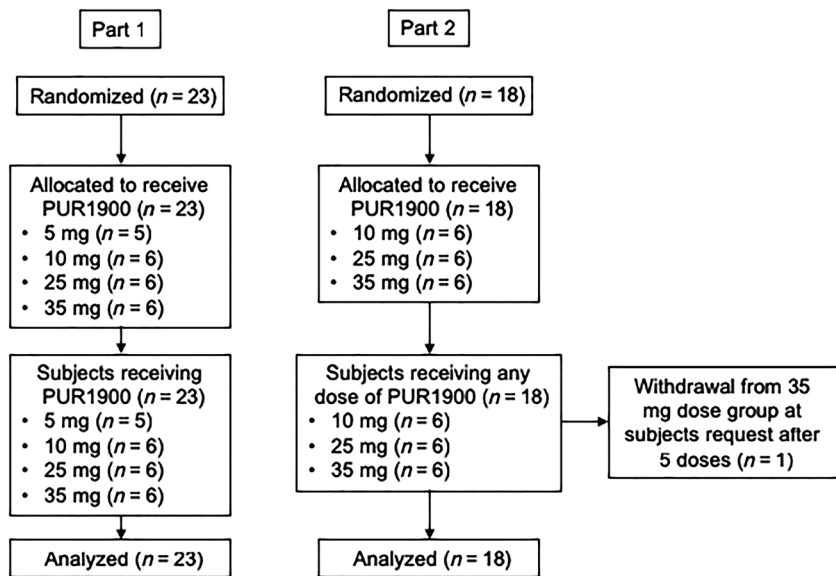 Part 1
Randomized (n = 23)
Allocated to receive
PUR1900 (n = 23)
• 5 mg (n = 5)
• 10 mg (n = 6)
• 25 mg (n = 6)
• 35 mg (n = 6)
Subjects receiving
PUR1900 (n = 23)
• 5 mg (n = 5)
• 10 mg (n = 6)
• 25 mg (n = 6)
• 35 mg (n = 6)
Analyzed (n = 23)
Part 2
Randomized (n = 18)
Allocated to receive
PUR1900 (n = 18)
• 10 mg (n = 6)
• 25 mg (n = 6)
• 35 mg (n = 6)
Subjects receiving any
dose of PUR1900 (n = 18)
• 10 mg (n = 6)
• 25 mg (n = 6)
• 35 mg (n = 6)
Withdrawal from 35
mg dose group at
subjects request after
5 doses (n = 1)
Analyzed (n = 18)